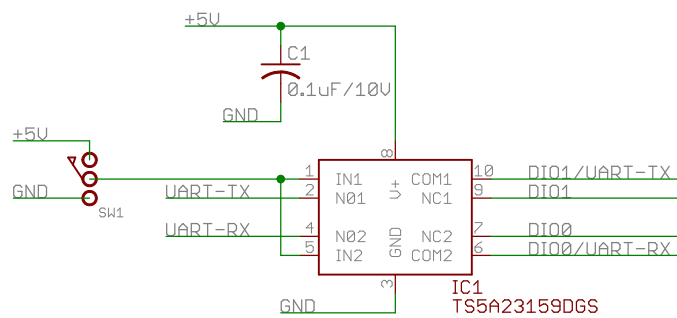 +5V
C1
0.1uF/10V
GND
+5V
GND
SW1
UART-TX
UART-RX
1
2
4
5
8
3
10
9
7
6
IN1
NO1
NO2
IN2
V+
GND
COM1
NC1
NC2
COM2
DIO1/UART-TX
DIO1
DIO0
DIO0/UART-RX
GND
IC1
TS5A23159DGS